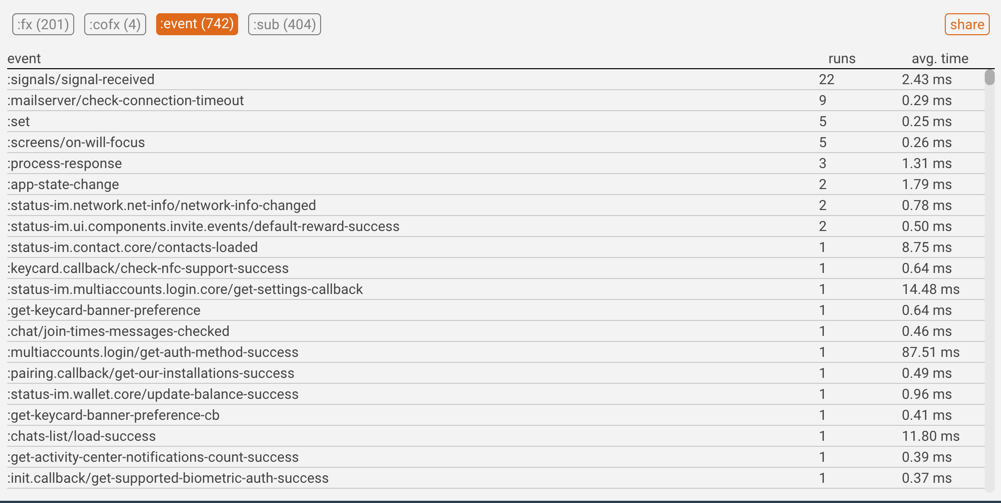 :fx (201) :cofx (4) :event (742) :sub (404) share
event runs avg. time
:signals/signal-received 22 2.43 ms
:mailserver/check-connection-timeout 9 0.29 ms
:set 5 0.25 ms
:screens/on-will-focus 5 0.26 ms
:process-response 3 1.31 ms
:app-state-change 2 1.79 ms
:status-im.network.net-info/network-info-changed 2 0.78 ms
:status-im.ui.components.invite.events/default-reward-success 2 0.50 ms
:status-im.contact.core/contacts-loaded 1 8.75 ms
:keycard.callback/check-nfc-support-success 1 0.64 ms
:status-im.multiaccounts.login.core/get-settings-callback 1 14.48 ms
:get-keycard-banner-preference 1 0.64 ms
:chat/join-times-messages-checked 1 0.46 ms
:multiaccounts.login/get-auth-method-success 1 87.51 ms
:pairing.callback/get-our-installations-success 1 0.49 ms
:status-im.wallet.core/update-balance-success 1 0.96 ms
:get-keycard-banner-preference-cb 1 0.41 ms
:chats-list/load-success 1 11.80 ms
:get-activity-center-notifications-count-success 1 0.39 ms
:init.callback/get-supported-biometric-auth-success 1 0.37 ms